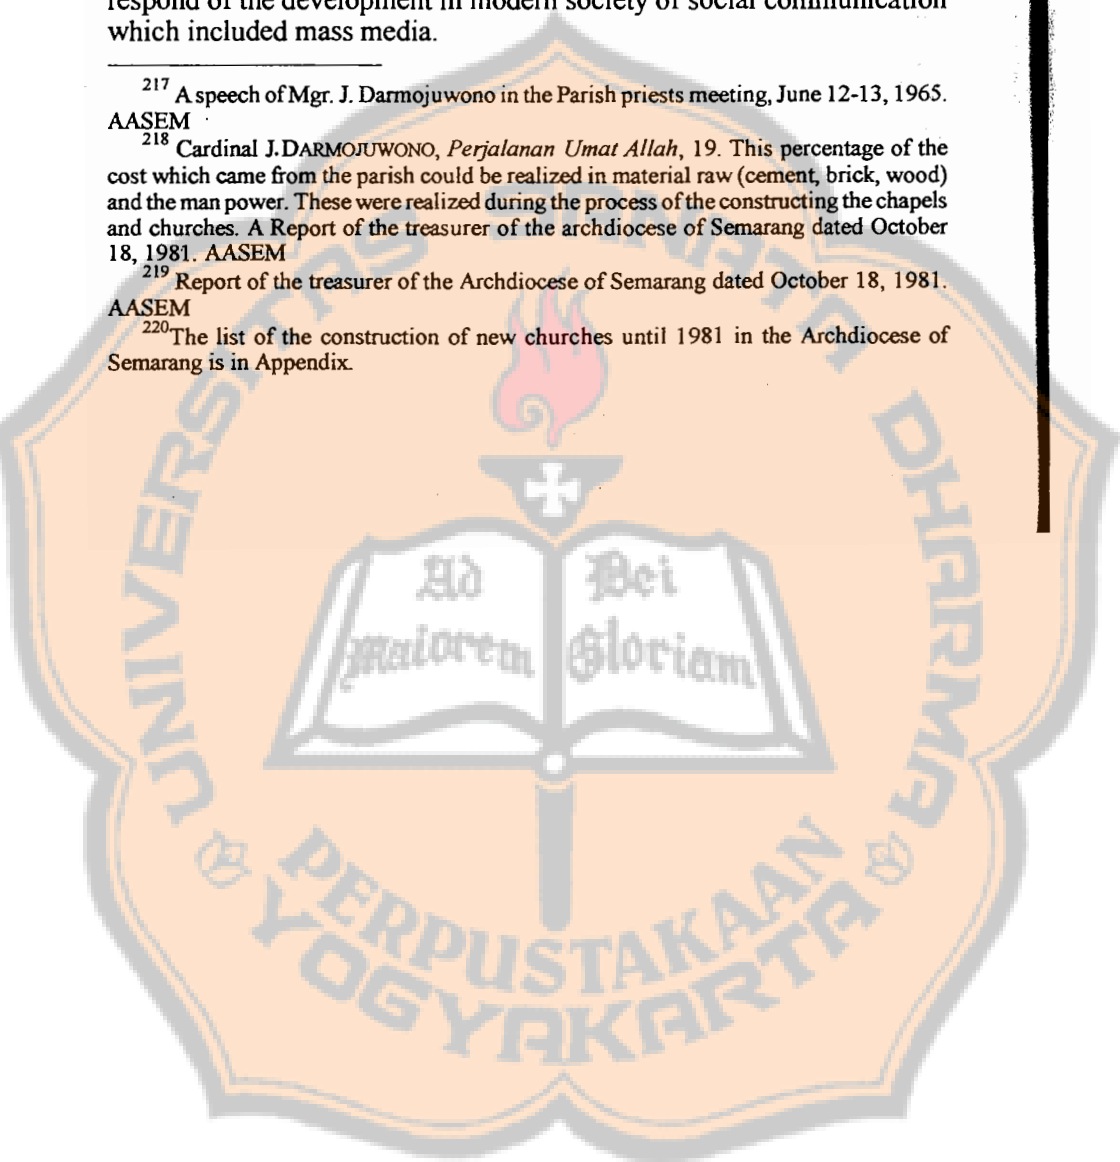 respond of the development in modern society of social communication
which included mass media.
217 A speech of Mgr. J. Darmojuwono in the Parish priests meeting, June 12-13, 1965.
AASEM
218 Cardinal J.DARMOJUWONO, Perjalanan Umat Allah, 19. This percentage of the
cost which came from the parish could be realized in material raw (cement, brick, wood)
and the man power. These were realized during the process of the constructing the chapels
and churches. A Report of the treasurer of the archdiocese of Semarang dated October
18, 1981. AASEM
219 Report of the treasurer of the Archdiocese of Semarang dated October 18, 1981.
AASEM
220The list of the construction of new churches until 1981 in the Archdiocese of
Semarang is in Appendix.
UNIVERSITAS SANATA DHARMA
Ad
maiorem
Dei
Gloriam
PERPUSTAKAAN
YOGYAKARTA